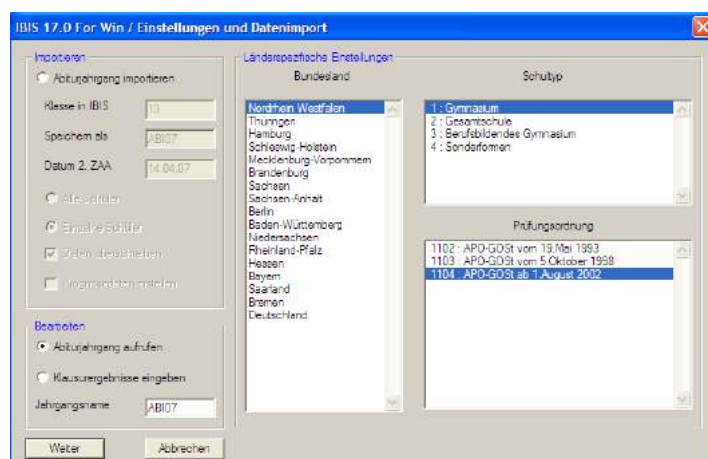 IBIS 17.0 For Win / Einstellungen und Datenimport
Importieren
Abiturjahrgang importieren
Klasse in IBIS
13
Speichern als
ABI07
Datum 2. ZAA
14.04.07
Alle Schüler
Einzelne Schüler
Daten überschreiben
Bearbeiten
Abiturjahrgang aufrufen
Klausurergebnisse eingeben
Jahrgangsname
ABI07
Weiter
Abbrechen
Länderspezifische Einstellungen
Bundesland
Nordrhein Westfalen
Thüringen
Hamburg
Schleswig-Holstein
Mecklenburg-Vorpommern
Brandenburg
Sachsen
Sachsen-Anhalt
Berlin
Baden-Württemberg
Niedersachsen
Rheinland-Pfalz
Hessen
Bayern
Saarland
Bremen
Deutschland
Schultyp
1 : Gymnasium
2 : Gesamtschule
3 : Berufsbildendes Gymnasium
4 : Sonderformen
Prüfungsordnung
1102 : APO-GOSt vom 19.Mai 1993
1103 : APO-GOSt vom 5.Oktober 1998
1104 : APO-GOSt ab 1.August 2002